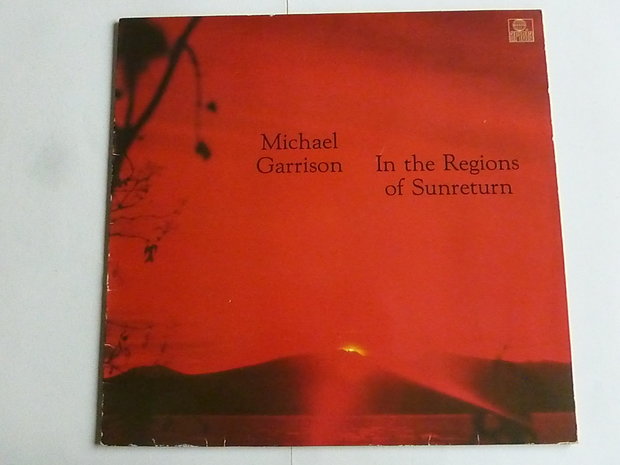 Michael
Garrison
In the Regions
of Sunreturn